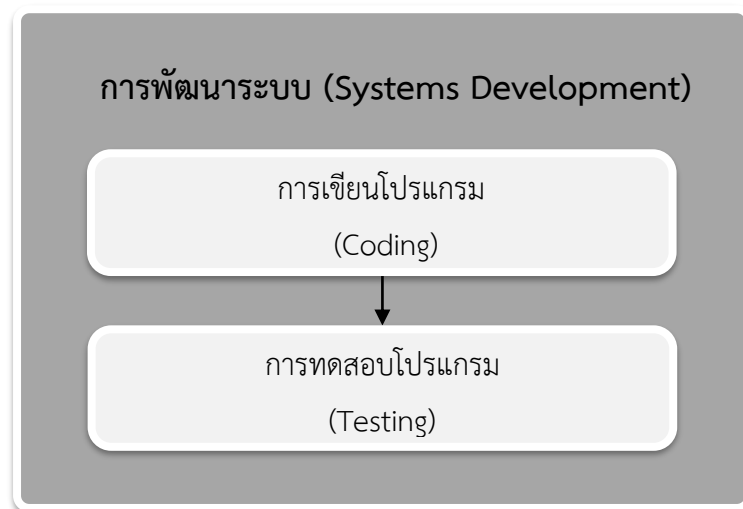 การพัฒนาระบบ (Systems Development)
การเขียนโปรแกรม
(Coding)
การทดสอบโปรแกรม
(Testing)